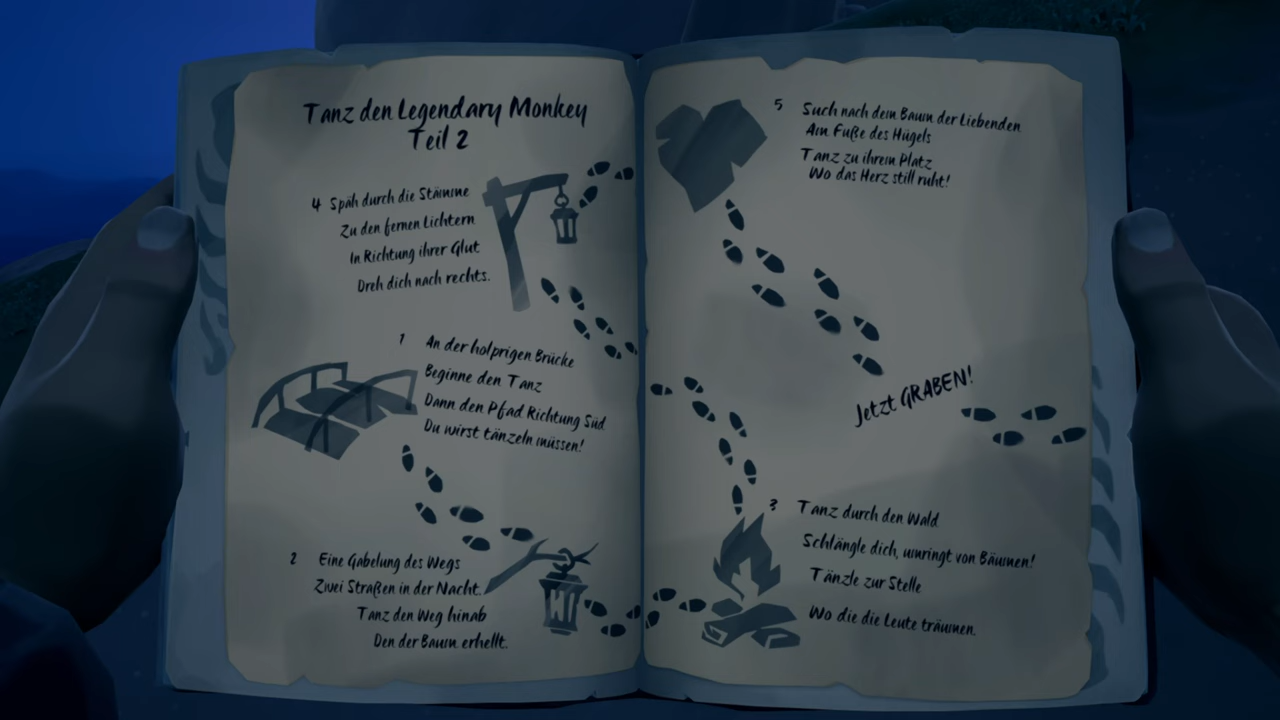 Tanz den Legendary Monkey
Teil 2
4 Späh durch die Stämme
Zu den fernen Lichtern
In Richtung ihrer Glut
Dreh dich nach rechts.
1 An der holprigen Brücke
Beginne den Tanz
Dann den Pfad Richtung Süd
Du wirst tänzeln müssen!
2 Eine Gabelung des Wegs
Zwei Straßen in der Nacht.
Tanz den Weg hinab
Den der Baum erhellt.
5 Such nach dem Baum der Liebenden
Am Fuße des Hügels
Tanz zu ihrem Platz
Wo das Herz still ruht!
Jetzt GRABEN!
3 Tanz durch den Wald
Schlängle dich, umringt von Bäumen!
Tänzle zur Stelle
Wo die die Leute träumen.